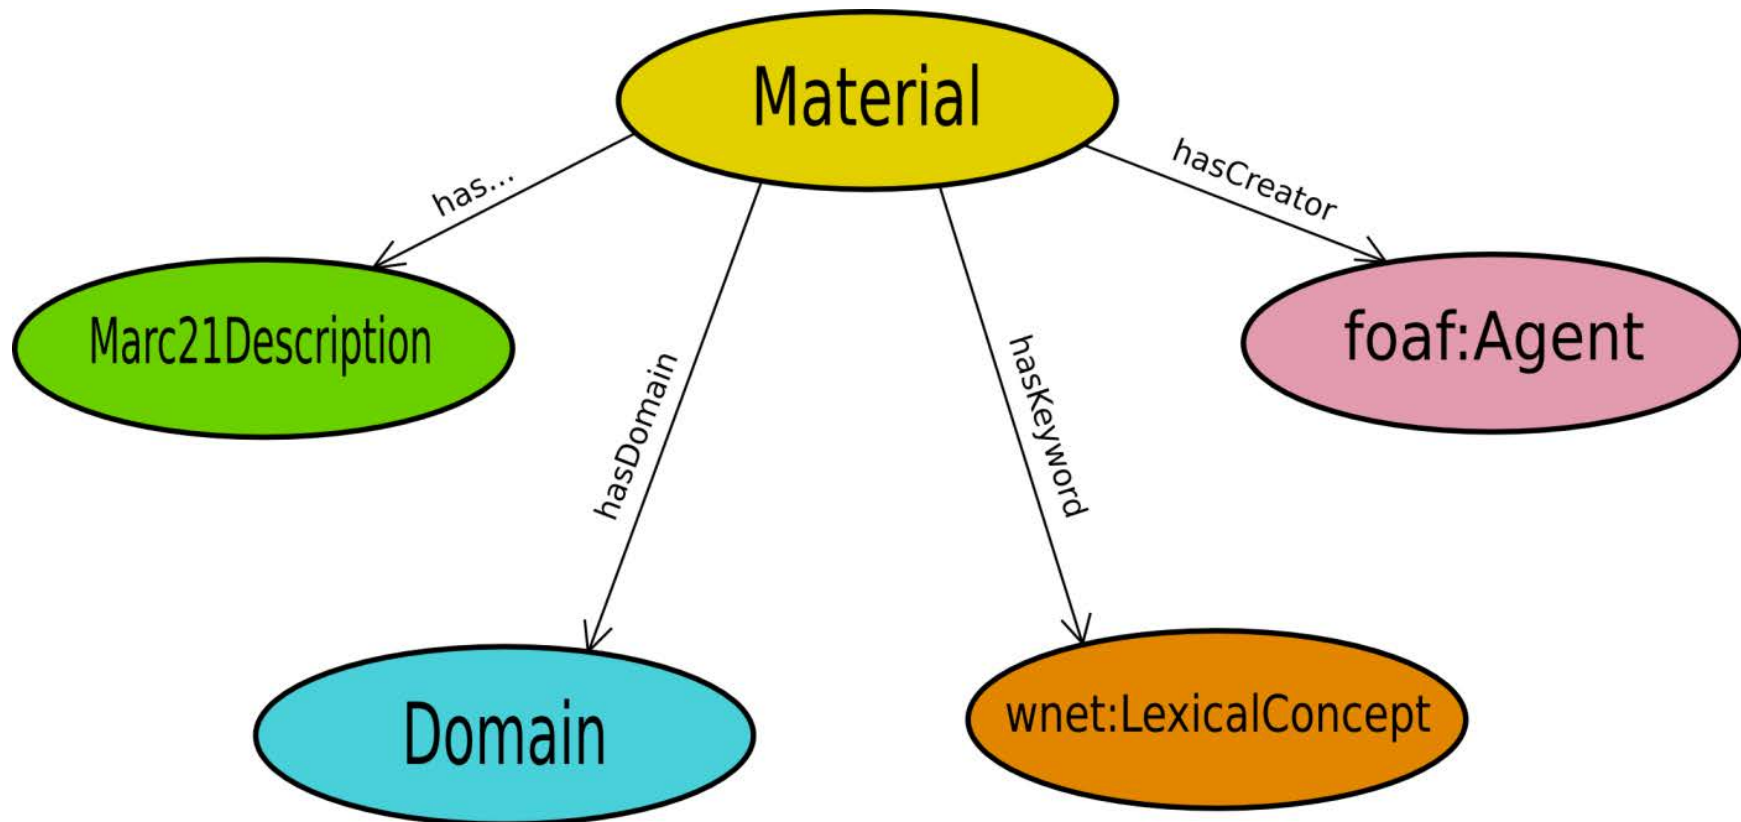 Material
has...
hasCreator
Marc21Description
foaf:Agent
hasDomain
hasKeyword
Domain
wnet:LexicalConcept